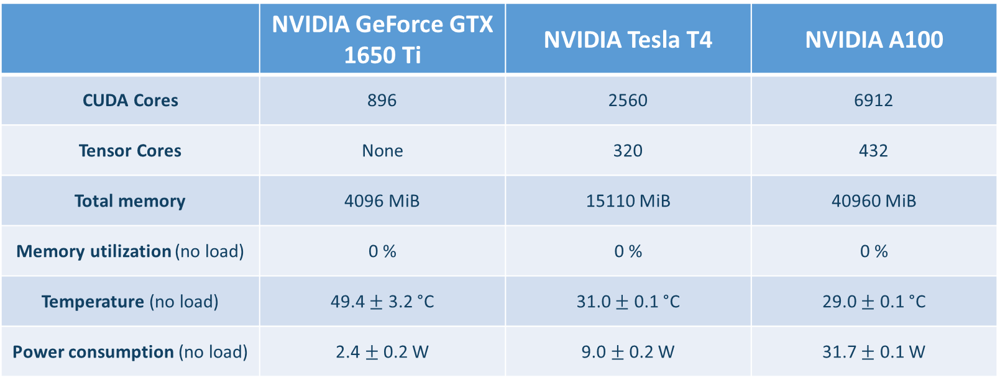 NVIDIA GeForce GTX
1650 Ti
NVIDIA Tesla T4
NVIDIA A100
CUDA Cores 896 2560 6912
Tensor Cores None 320 432
Total memory 4096 MiB 15110 MiB 40960 MiB
Memory utilization (no load) 0 % 0 % 0 %
Temperature (no load) 49.4 ± 3.2 °C 31.0 ± 0.1 °C 29.0 ± 0.1 °C
Power consumption (no load) 2.4 ± 0.2 W 9.0 ± 0.2 W 31.7 ± 0.1 W